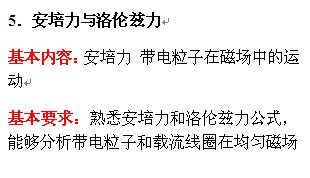 5．安培力与洛伦兹力
基本内容：安培力 带电粒子在磁场中的运
动
基本要求：熟悉安培力和洛伦兹力公式，
能够分析带电粒子和载流线圈在均匀磁场